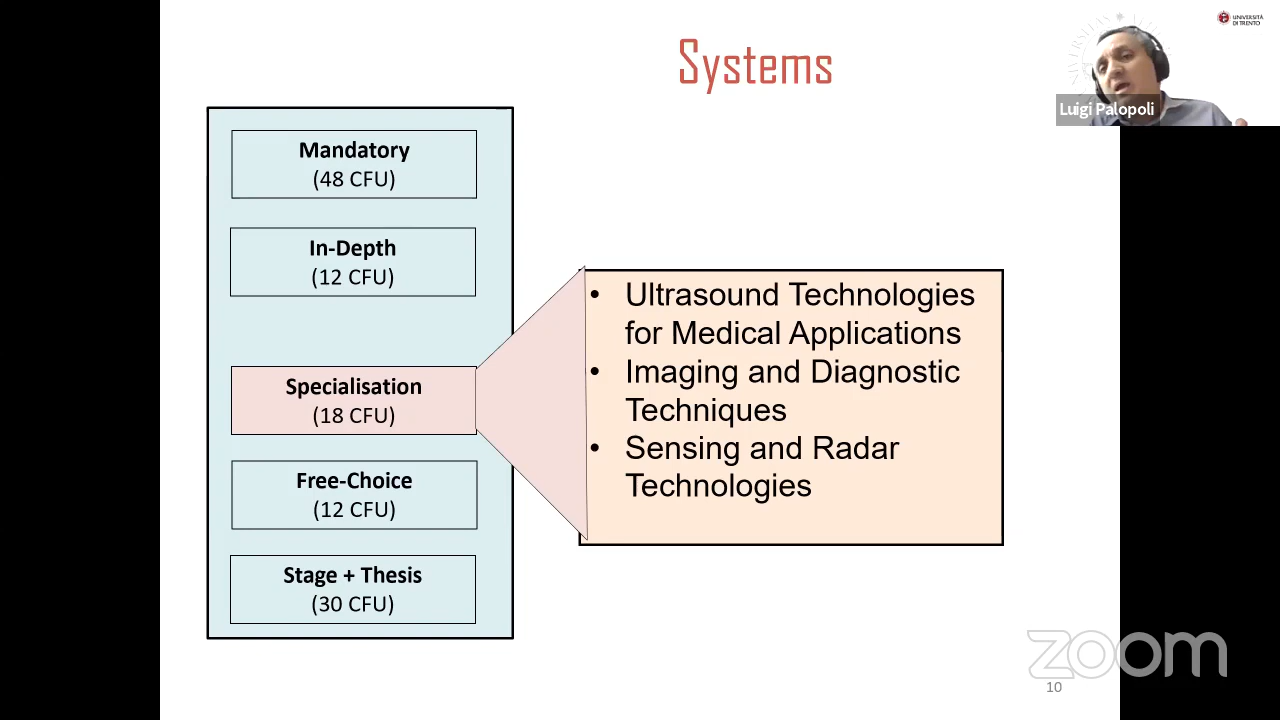 UNIVERSITÀ
DI TRENTO
Systems
Luigi Palopoli
Mandatory
(48 CFU)
In-Depth
(12 CFU)
Specialisation
(18 CFU)
Free-Choice
(12 CFU)
Stage + Thesis
(30 CFU)
• Ultrasound Technologies
for Medical Applications
• Imaging and Diagnostic
Techniques
• Sensing and Radar
Technologies
zoom
10